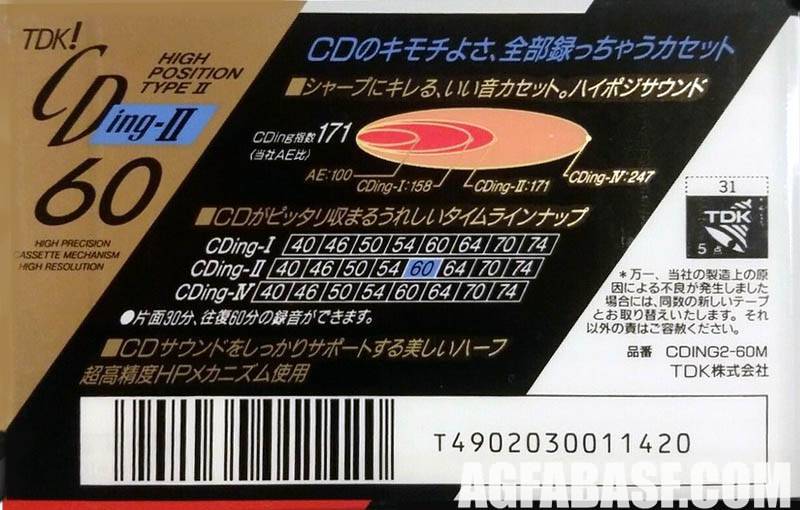 TDK!
CDing-II
HIGH
POSITION
TYPE II
60
HIGH PRECISION
CASSETTE MECHANISM
HIGH RESOLUTION
CDのキモチよさ、全部録っちゃうカセット
■シャープにキレる、いい音カセット。ハイポジサウンド
CDing指数 171
(当社AE比)
AE:100
CDing-I:158
CDing-II:171
CDing-IV:247
■CDがピッタリ収まるうれしいタイムラインナップ
CDing-I 40 46 50 54 60 64 70 74
CDing-II 40 46 50 54 60 64 70 74
CDing-IV 40 46 50 54 60 64 70 74
●片面30分、往復60分の録音ができます。
■CDサウンドをしっかりサポートする美しいハーフ
超高精度HPメカニズム使用
31
TDK
5点
*万一、当社の製造上の原
因による不良が発生しました
場合には、同数の新しいテープ
とお取替えいたします。それ
以外の責はご容赦ください。
品番 CDING2-60M
TDK株式会社
T4902030011420
AGFABASF.COM